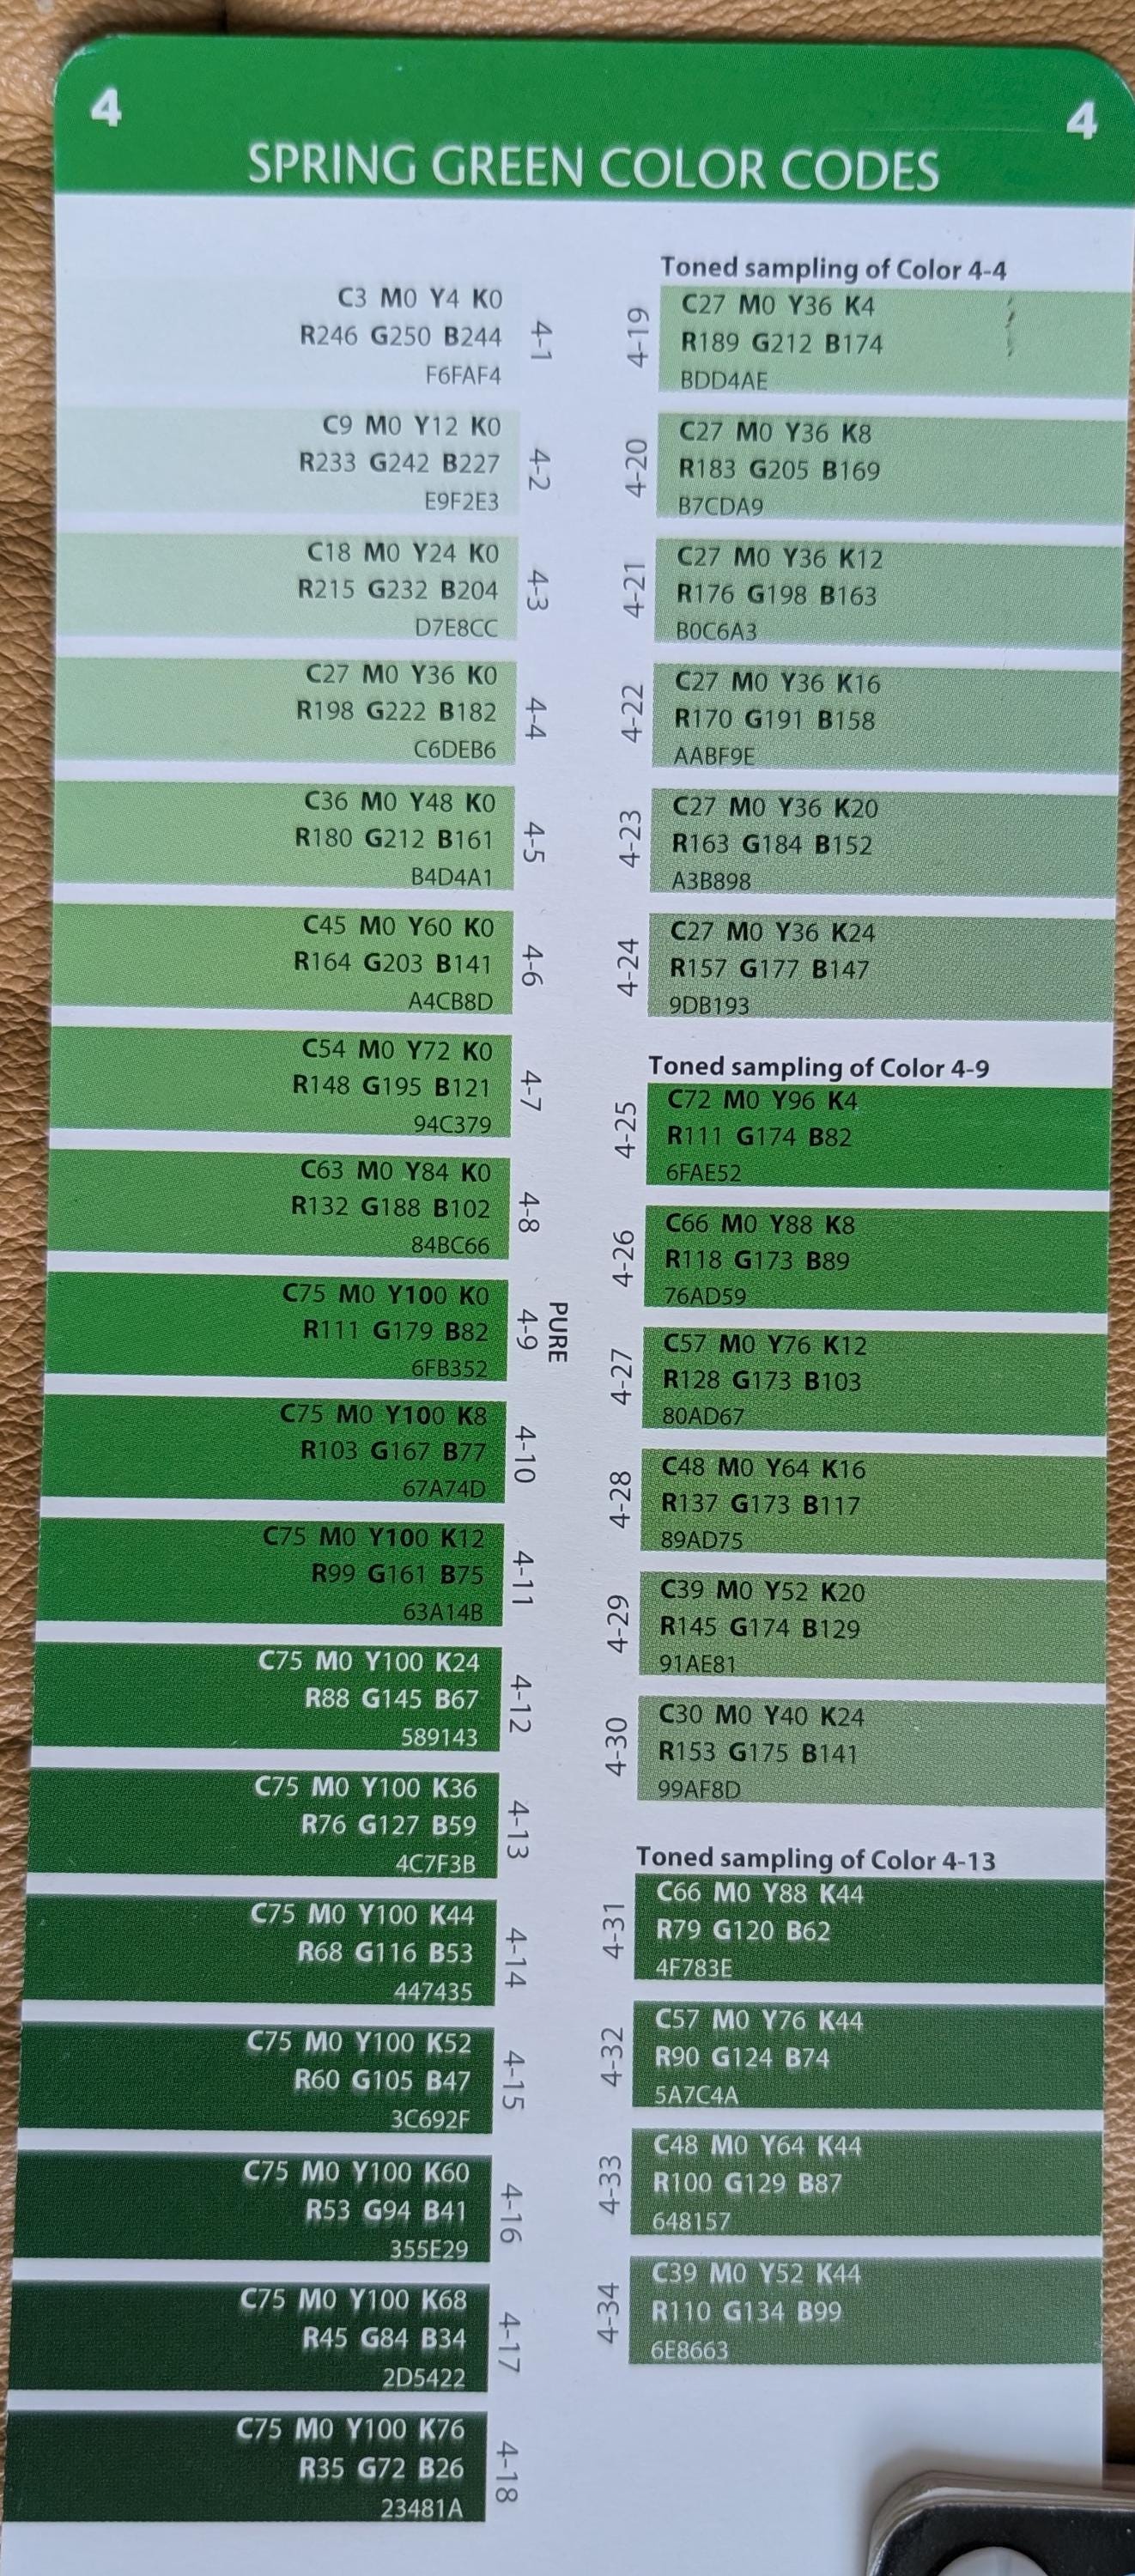 4
4
SPRING GREEN COLOR CODES
C3 M0 Y4 K0
R246 G250 B244
F6FAF4
4-1
C9 M0 Y12 K0
R233 G242 B227
E9F2E3
4-2
C18 M0 Y24 K0
R215 G232 B204
D7E8CC
4-3
C27 M0 Y36 K0
R198 G222 B182
C6DEB6
4-4
C36 M0 Y48 K0
R180 G212 B161
B4D4A1
4-5
C45 M0 Y60 K0
R164 G203 B141
A4CB8D
4-6
C54 M0 Y72 K0
R148 G195 B121
94C379
4-7
C63 M0 Y84 K0
R132 G188 B102
84BC66
4-8
C75 M0 Y100 K0
R111 G179 B82
6FB352
4-9
PURE
C75 M0 Y100 K8
R103 G167 B77
67A74D
4-10
C75 M0 Y100 K12
R99 G161 B75
63A14B
4-11
C75 M0 Y100 K24
R88 G145 B67
589143
4-12
C75 M0 Y100 K36
R76 G127 B59
4C7F3B
4-13
C75 M0 Y100 K44
R68 G116 B53
447435
4-14
C75 M0 Y100 K52
R60 G105 B47
3C692F
4-15
C75 M0 Y100 K60
R53 G94 B41
355E29
4-16
C75 M0 Y100 K68
R45 G84 B34
2D5422
4-17
C75 M0 Y100 K76
R35 G72 B26
23481A
4-18
Toned sampling of Color 4-4
4-19
C27 M0 Y36 K4
R189 G212 B174
BDD4AE
4-20
C27 M0 Y36 K8
R183 G205 B169
B7CDA9
4-21
C27 M0 Y36 K12
R176 G198 B163
B0C6A3
4-22
C27 M0 Y36 K16
R170 G191 B158
AABF9E
4-23
C27 M0 Y36 K20
R163 G184 B152
A3B898
4-24
C27 M0 Y36 K24
R157 G177 B147
9DB193
Toned sampling of Color 4-9
4-25
C72 M0 Y96 K4
R111 G174 B82
6FAE52
4-26
C66 M0 Y88 K8
R118 G173 B89
76AD59
4-27
C57 M0 Y76 K12
R128 G173 B103
80AD67
4-28
C48 M0 Y64 K16
R137 G173 B117
89AD75
4-29
C39 M0 Y52 K20
R145 G174 B129
91AE81
4-30
C30 M0 Y40 K24
R153 G175 B141
99AF8D
Toned sampling of Color 4-13
4-31
C66 M0 Y88 K44
R79 G120 B62
4F783E
4-32
C57 M0 Y76 K44
R90 G124 B74
5A7C4A
4-33
C48 M0 Y64 K44
R100 G129 B87
648157
4-34
C39 M0 Y52 K44
R110 G134 B99
6E8663